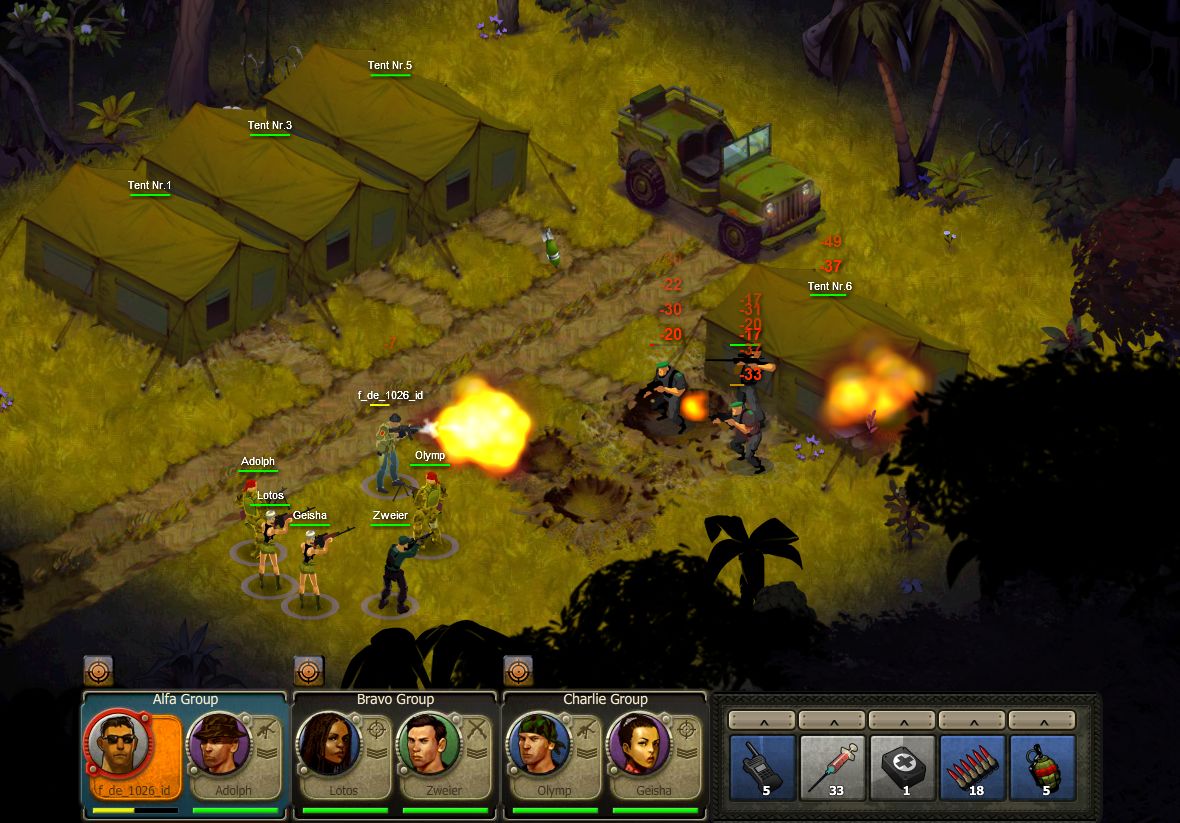 Tent Nr.5
Tent Nr.3
Tent Nr.1
-49
-37
Tent Nr.6
-22
-30
-20
-17
-31
-20
-17
-33
-7
f_de_1026_id
Adolph
Olymp
Lotos
Geisha
Zweier
Alfa Group
Bravo Group
Charlie Group
f_de_1026_id
Adolph
Lotos
Zweier
Olymp
Geisha
5
33
1
18
5